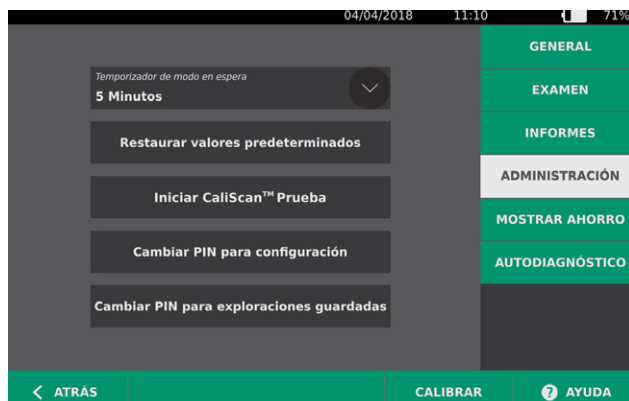 04/04/2018 11:10 71%
GENERAL
Temporizador de modo en espera
5 Minutos
EXAMEN
Restaurar valores predeterminados
INFORMES
ADMINISTRACIÓN
Iniciar CaliScan™ Prueba
MOSTRAR AHORRO
Cambiar PIN para configuración
AUTODIAGNÓSTICO
Cambiar PIN para exploraciones guardadas
ATRÁS
CALIBRAR
? AYUDA